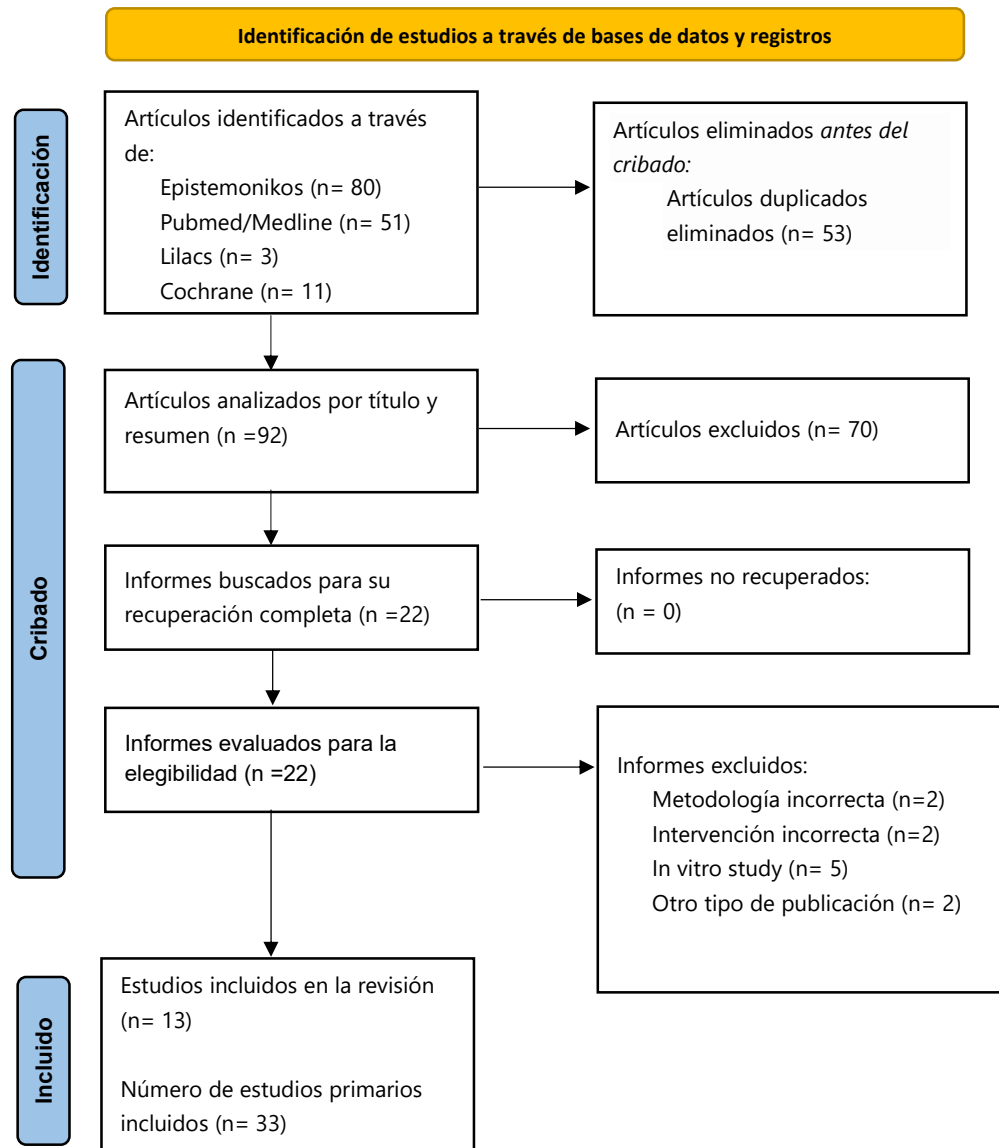 Identificación de estudios a través de bases de datos y registros
Identificación
Artículos identificados a través
de:
Epistemonikos (n= 80)
Pubmed/Medline (n= 51)
Lilacs (n= 3)
Cochrane (n= 11)
Artículos eliminados antes del
cribado:
Artículos duplicados
eliminados (n= 53)
Cribado
Artículos analizados por título y
resumen (n =92)
Artículos excluidos (n= 70)
Informes buscados para su
recuperación completa (n =22)
Informes no recuperados:
(n = 0)
Informes evaluados para la
elegibilidad (n =22)
Informes excluidos:
Metodología incorrecta (n=2)
Intervención incorrecta (n=2)
In vitro study (n= 5)
Otro tipo de publicación (n= 2)
Incluido
Estudios incluidos en la revisión
(n= 13)
Número de estudios primarios
incluidos (n= 33)